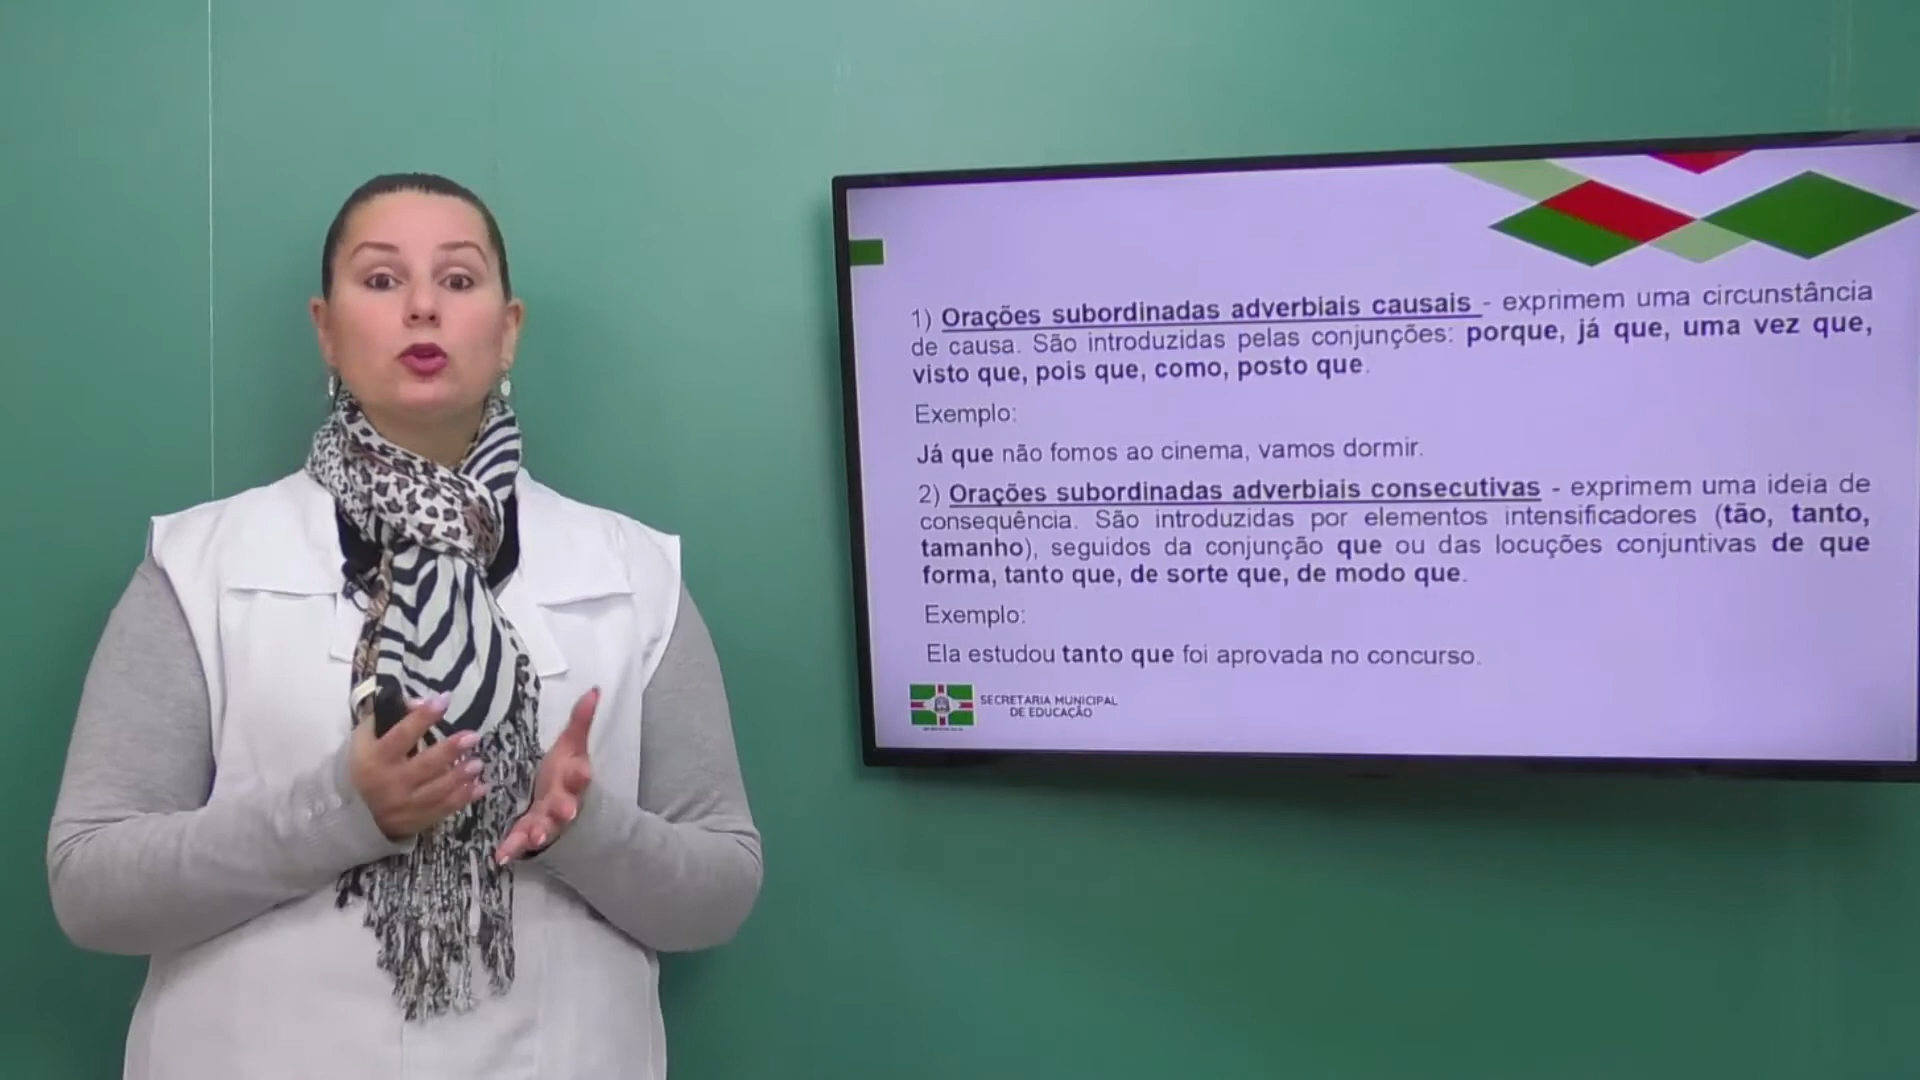 1) Orações subordinadas adverbiais causais - exprimem uma circunstância
de causa. São introduzidas pelas conjunções: porque, já que, uma vez que,
visto que, pois que, como, posto que.
Exemplo:
Já que não fomos ao cinema, vamos dormir.
2) Orações subordinadas adverbiais consecutivas - exprimem uma ideia de
consequência. São introduzidas por elementos intensificadores (tão, tanto,
tamanho), seguidos da conjunção que ou das locuções conjuntivas de que
forma, tanto que, de sorte que, de modo que.
Exemplo:
Ela estudou tanto que foi aprovada no concurso.
SECRETARIA MUNICIPAL
DE EDUCAÇÃO